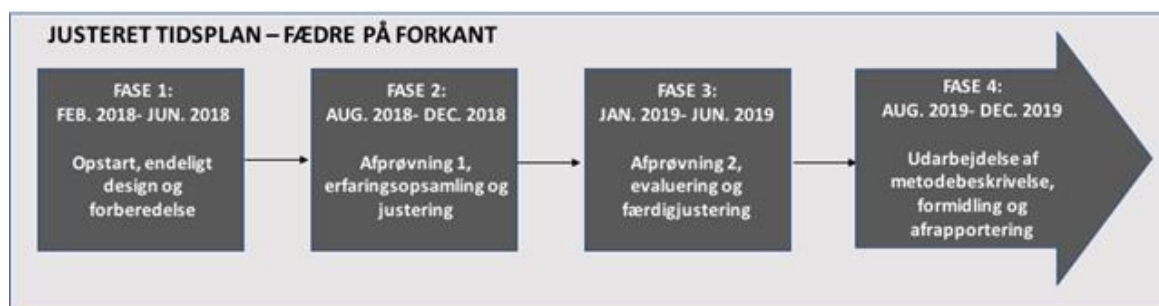 JUSTERET TIDSPLAN – FÆDRE PÅ FORKANT
FASE 1:
FEB. 2018- JUN. 2018
Opstart, endeligt
design og
forberedelse
FASE 2:
AUG. 2018- DEC. 2018
Afprøvning 1,
erfaringsopsamling og
justering
FASE 3:
JAN. 2019- JUN. 2019
Afprøvning 2,
evaluering og
færdigjustering
FASE 4:
AUG. 2019- DEC. 2019
Udarbejdelse af
metodebeskrivelse,
formidling og
afrapportering